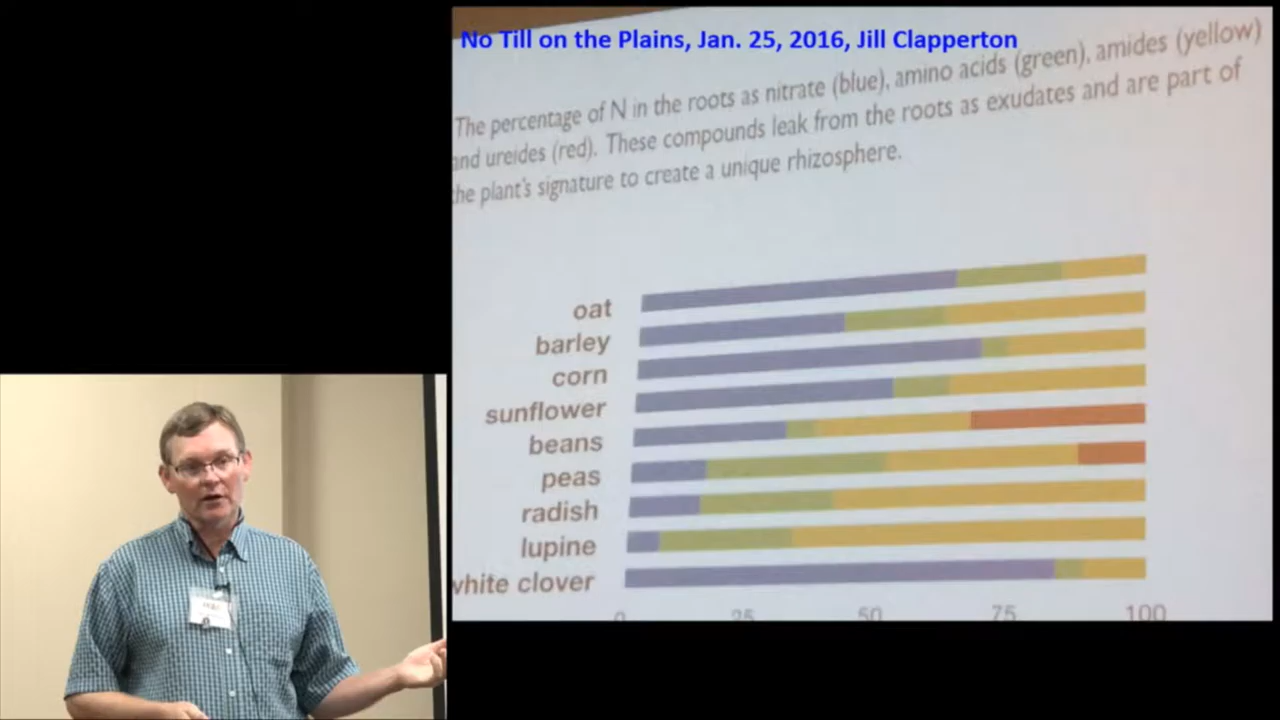 No Till on the Plains, Jan. 25, 2016, Jill Clapperton
The percentage of N in the roots as nitrate (blue), amino acids (green), amides (yellow)
and ureides (red). These compounds leak from the roots as exudates and are part of
the plant's signature to create a unique rhizosphere.
oat
barley
corn
sunflower
beans
peas
radish
lupine
white clover
0 25 50 75 100